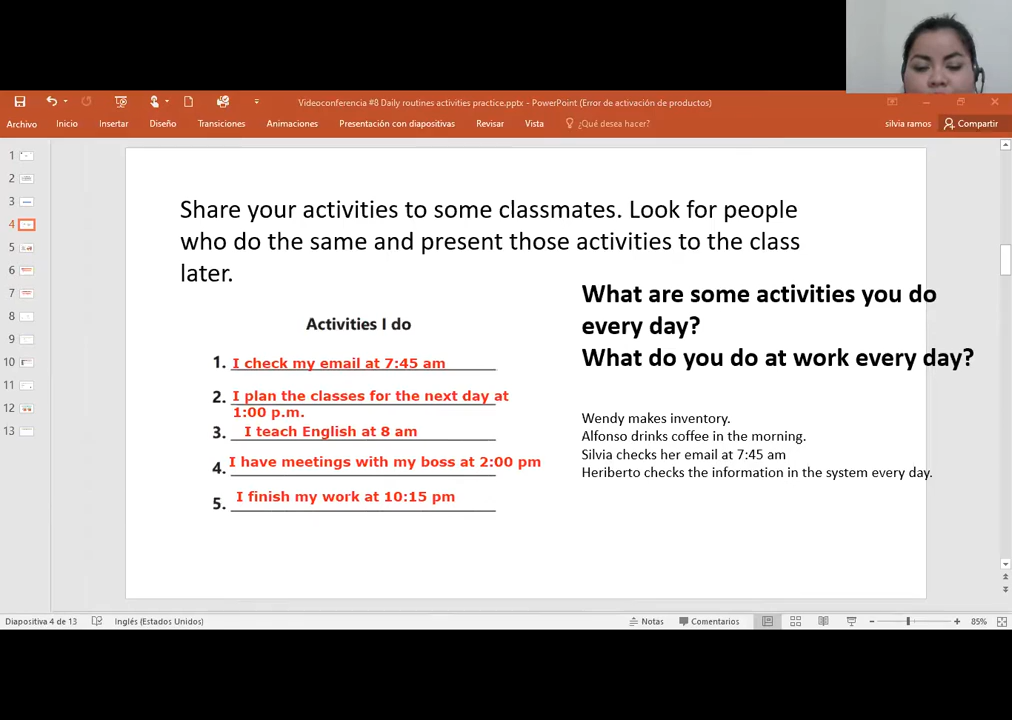 Videoconferencia #8 Daily routines activities practice.pptx - PowerPoint (Error de activación de productos)
Archivo Inicio Insertar Diseño Transiciones Animaciones Presentación con diapositivas Revisar Vista ¿Qué desea hacer? silvia ramos Compartir
1
2
3
4
5
6
7
8
9
10
11
12
13
Share your activities to some classmates. Look for people
who do the same and present those activities to the class
later.
What are some activities you do
every day?
What do you do at work every day?
Activities I do
1. I check my email at 7:45 am
2. I plan the classes for the next day at
1:00 p.m.
3. I teach English at 8 am
4. I have meetings with my boss at 2:00 pm
5. I finish my work at 10:15 pm
Wendy makes inventory.
Alfonso drinks coffee in the morning.
Silvia checks her email at 7:45 am
Heriberto checks the information in the system every day.
Diapositiva 4 de 13 Inglés (Estados Unidos) Notas Comentarios 85%